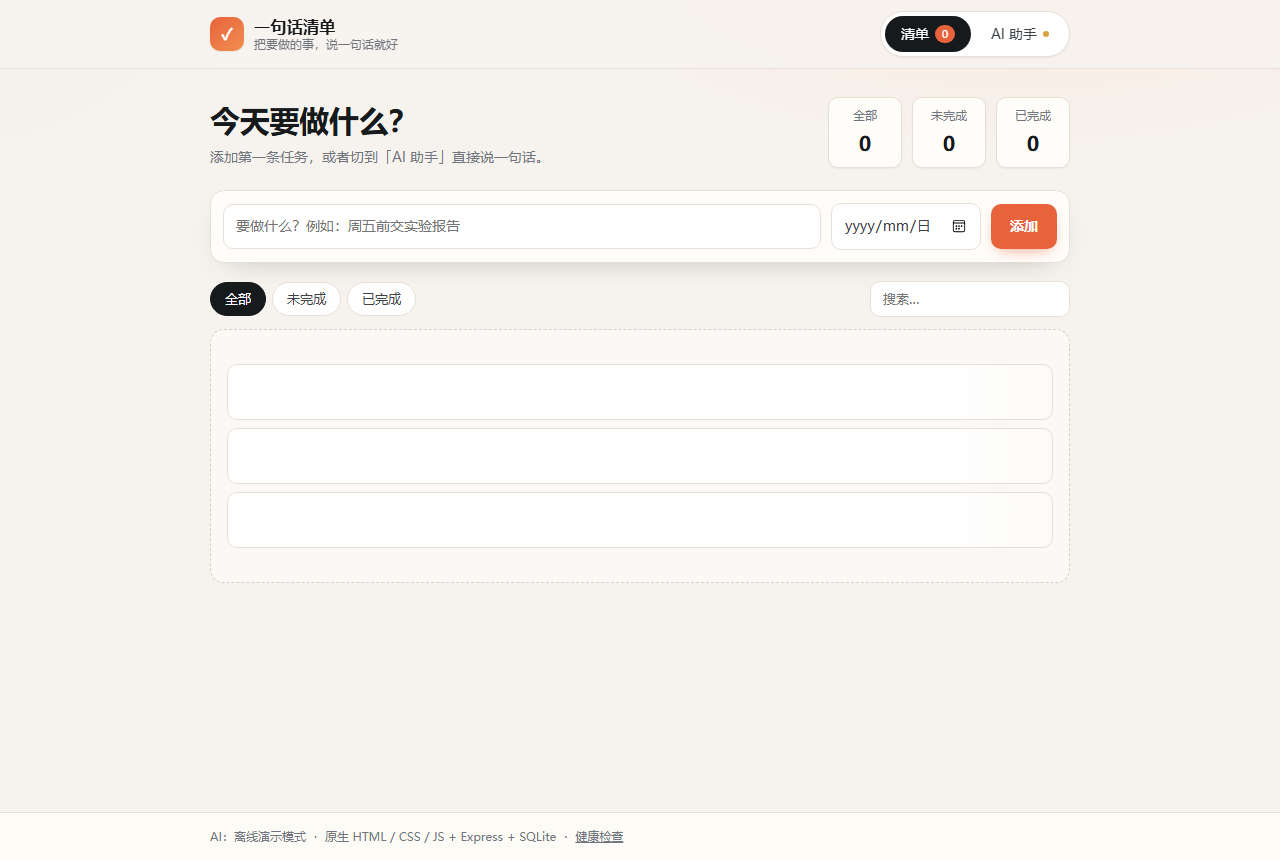 一句话清单
把要做的事，说一句话就好
清单 0
AI 助手
今天要做什么？
添加第一条任务，或者切到「AI 助手」直接说一句话。
全部
0
未完成
0
已完成
0
要做什么？例如：周五前交实验报告
yyyy/mm/日
添加
全部
未完成
已完成
搜索...
AI：离线演示模式 · 原生 HTML / CSS / JS + Express + SQLite · 健康检查